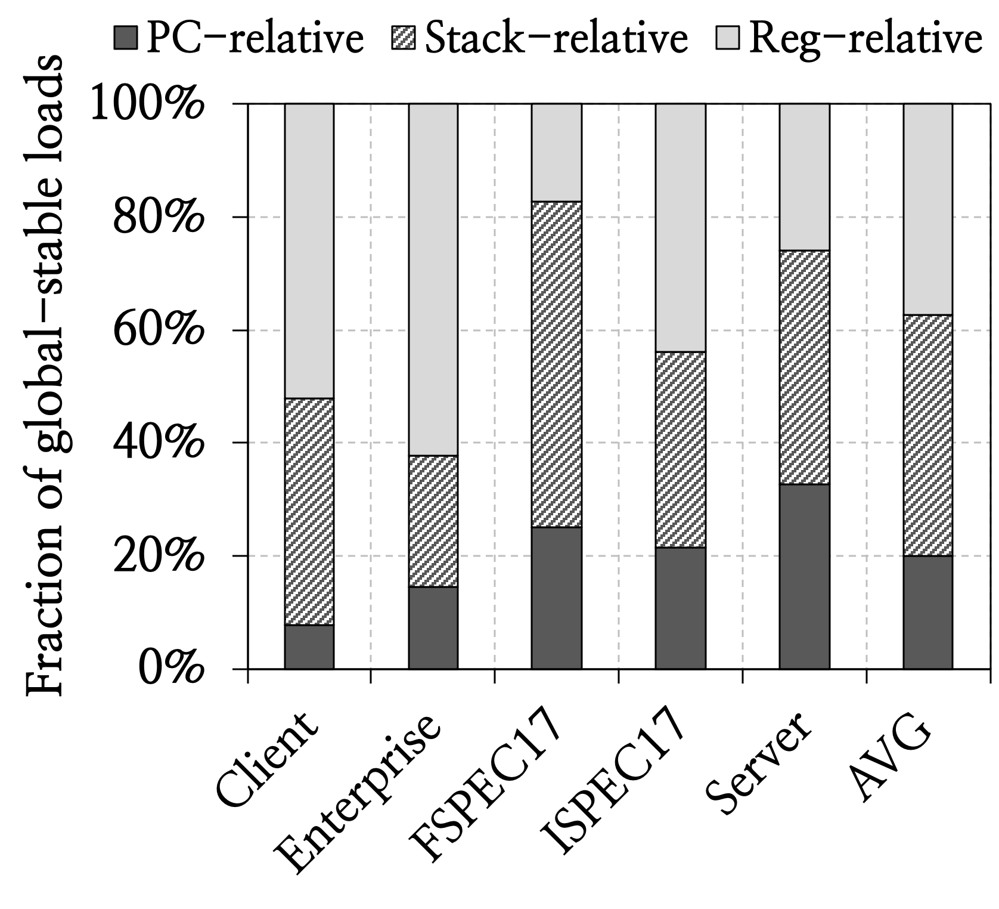 PC−relative Stack−relative Reg−relative
Fraction of global−stable loads
100%
80%
60%
40%
20%
0%
Client Enterprise FSPEC17 ISPEC17 Server AVG